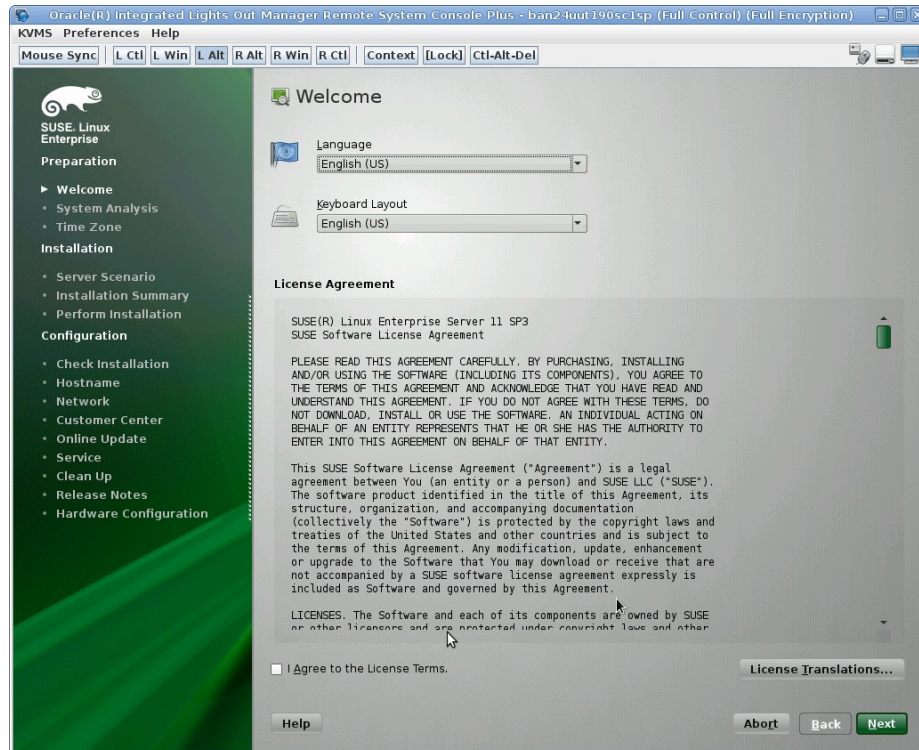 Oracle(R) Integrated Lights Out Manager Remote System Console Plus - ban24uut190sc1sp (Full Control) (Full Encryption)
KVMS Preferences Help
Mouse Sync L Ctl L Win L Alt R Alt R Win R Ctl Context [Lock] Ctl-Alt-Del
SUSE. Linux
Enterprise
Preparation
Welcome
System Analysis
Time Zone
Installation
Server Scenario
Installation Summary
Perform Installation
Configuration
Check Installation
Hostname
Network
Customer Center
Online Update
Service
Clean Up
Release Notes
Hardware Configuration
Welcome
Language
English (US)
Keyboard Layout
English (US)
License Agreement
SUSE(R) Linux Enterprise Server 11 SP3
SUSE Software License Agreement
PLEASE READ THIS AGREEMENT CAREFULLY. BY PURCHASING, INSTALLING
AND/OR USING THE SOFTWARE (INCLUDING ITS COMPONENTS), YOU AGREE TO
THE TERMS OF THIS AGREEMENT AND ACKNOWLEDGE THAT YOU HAVE READ AND
UNDERSTAND THIS AGREEMENT. IF YOU DO NOT AGREE WITH THESE TERMS, DO
NOT DOWNLOAD, INSTALL OR USE THE SOFTWARE. AN INDIVIDUAL ACTING ON
BEHALF OF AN ENTITY REPRESENTS THAT HE OR SHE HAS THE AUTHORITY TO
ENTER INTO THIS AGREEMENT ON BEHALF OF THAT ENTITY.
This SUSE Software License Agreement ("Agreement") is a legal
agreement between You (an entity or a person) and SUSE LLC ("SUSE").
The software product identified in the title of this Agreement, its
structure, organization, and accompanying documentation
(collectively the "Software") is protected by the copyright laws and
treaties of the United States and other countries and is subject to
the terms of this Agreement. Any modification, update, enhancement
or upgrade to the Software that You may download or receive that are
not accompanied by a SUSE software license agreement expressly is
included as Software and governed by this Agreement.
LICENSES. The Software and each of its components are owned by SUSE
or other licensors and are protected under copyright laws and other
I Agree to the License Terms.
License Translations...
Help Abort Back Next